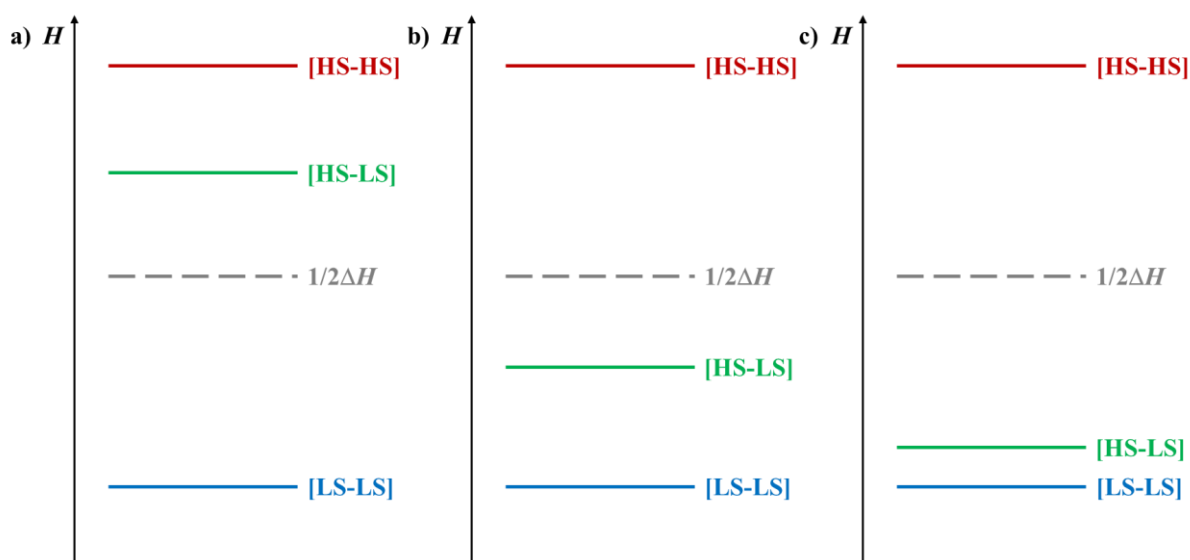 a) H
[HS-HS]
[HS-LS]
1/2ΔH
[LS-LS]
b) H
[HS-HS]
1/2ΔH
[HS-LS]
[LS-LS]
c) H
[HS-HS]
1/2ΔH
[HS-LS]
[LS-LS]